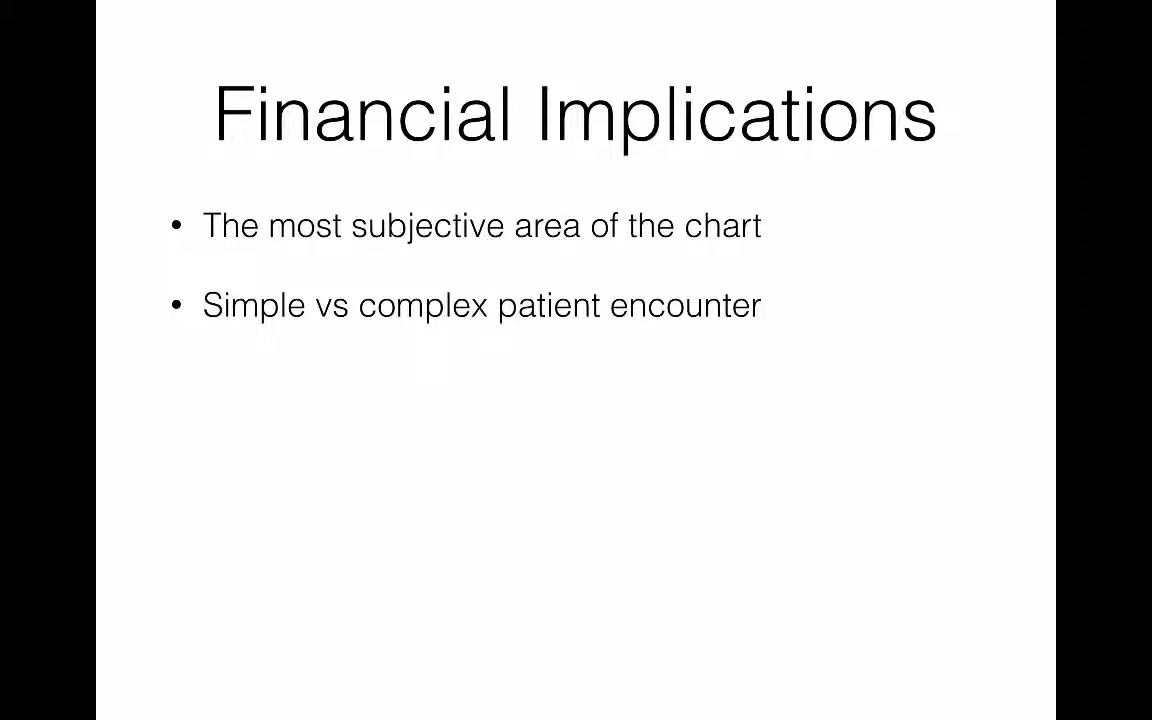 Financial Implications
• The most subjective area of the chart
• Simple vs complex patient encounter